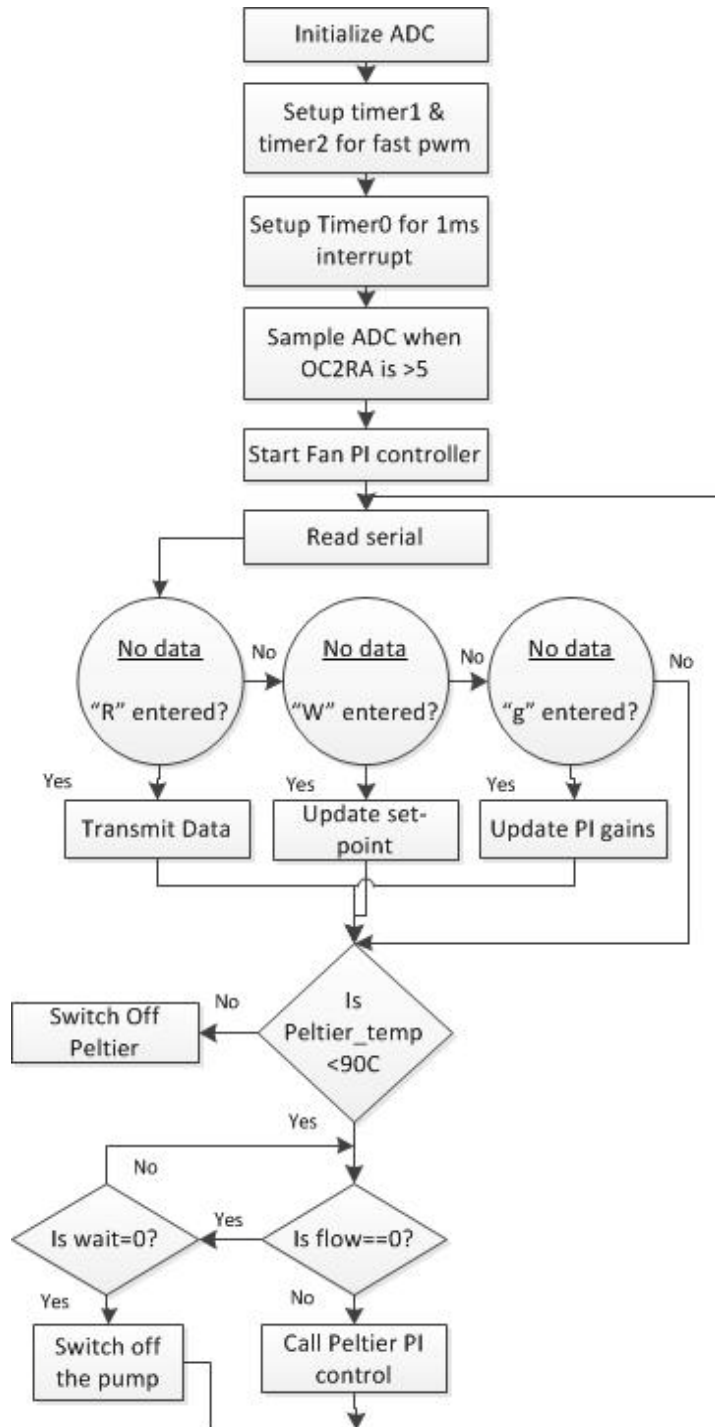 Initialize ADC
Setup timer1 &
timer2 for fast pwm
Setup Timer0 for 1ms
interrupt
Sample ADC when
OC2RA is >5
Start Fan PI controller
Read serial
No data
"R" entered?
No
No data
"W" entered?
No
No data
"g" entered?
No
Yes
Transmit Data
Yes
Update set-
point
Yes
Update PI gains
Is
Peltier_temp
<90C
No
Switch Off
Peltier
Yes
No
Is wait=0?
Yes
Is flow==0?
Yes
Switch off
the pump
No
Call Peltier PI
control